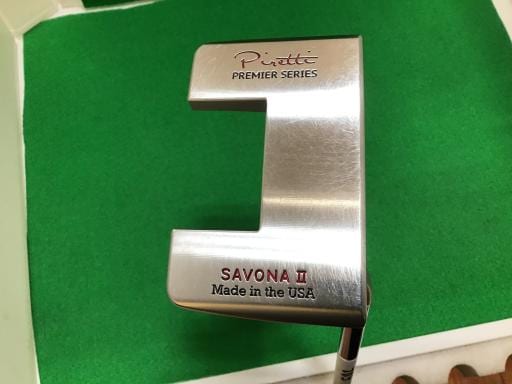 Piretti
PREMIER SERIES
SAVONA II
Made in the USA